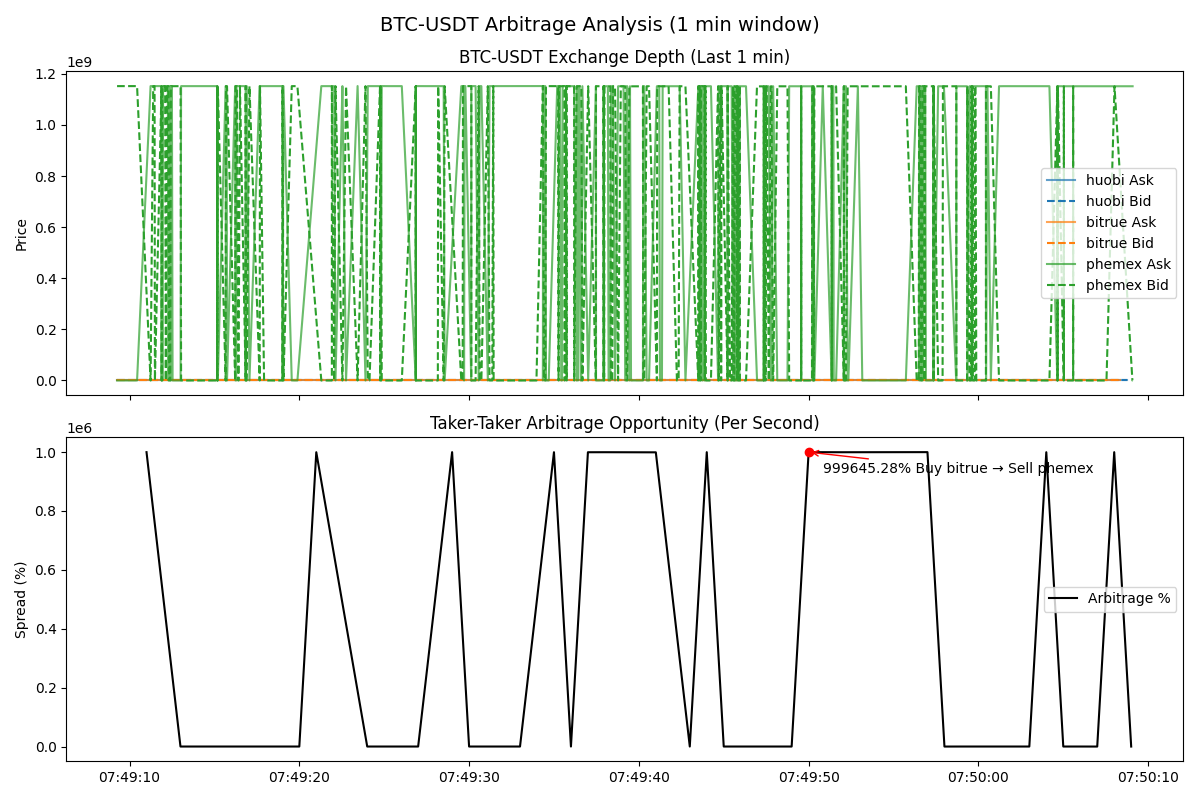 BTC-USDT Arbitrage Analysis (1 min window)
BTC-USDT Exchange Depth (Last 1 min)
1e9
1.2
1.0
0.8
0.6
0.4
0.2
0.0
Price
huobi Ask
huobi Bid
bitrue Ask
bitrue Bid
phemex Ask
phemex Bid
Taker-Taker Arbitrage Opportunity (Per Second)
1e6
1.0
0.8
0.6
0.4
0.2
0.0
Spread (%)
999645.28% Buy bitrue → Sell phemex
Arbitrage %
07:49:10 07:49:20 07:49:30 07:49:40 07:49:50 07:50:00 07:50:10